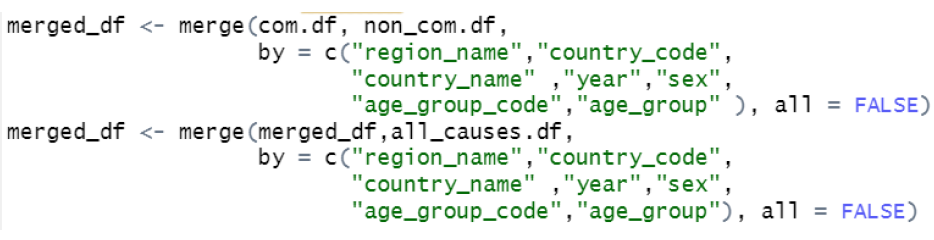 merged_df <- merge(com.df, non_com.df,
by = c("region_name","country_code",
"country_name" ,"year","sex",
"age_group_code","age_group" ), all = FALSE)
merged_df <- merge(merged_df,all_causes.df,
by = c("region_name","country_code",
"country_name" ,"year","sex",
"age_group_code","age_group"), all = FALSE)